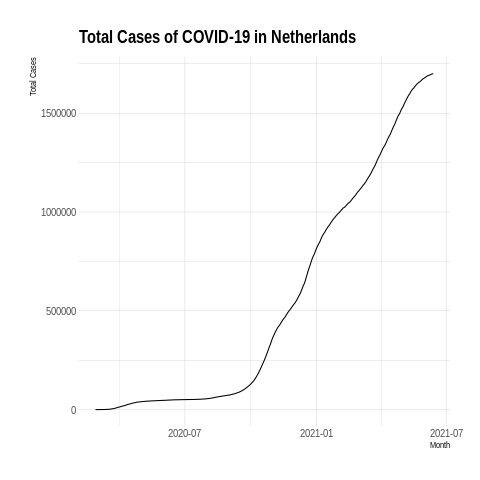 Total Cases of COVID-19 in Netherlands
Total Cases
1500000
1000000
500000
0
2020-07
2021-01
2021-07
Month